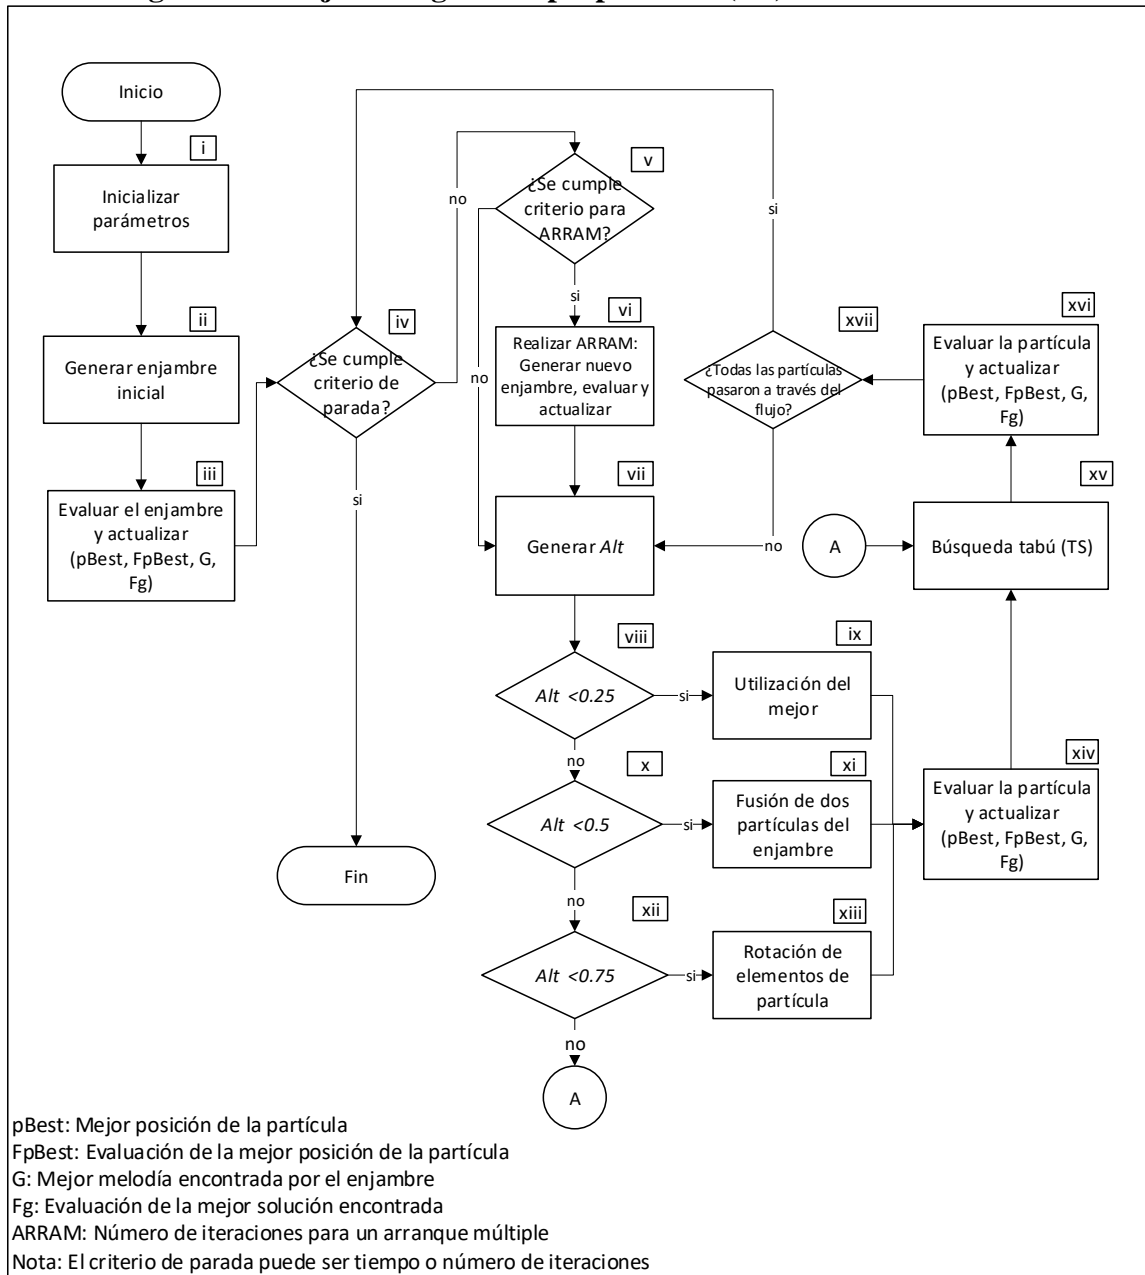 Inicio
i
Inicializar
parámetros
ii
Generar enjambre
inicial
iii
Evaluar el enjambre
y actualizar
(pBest, FpBest, G,
Fg)
iv
¿Se cumple
criterio de
parada?
si
Fin
no
v
¿Se cumple
criterio para
ARRAM?
no
si
vi
Realizar ARRAM:
Generar nuevo
enjambre, evaluar y
actualizar
vii
Generar Alt
viii
Alt <0.25
si
ix
Utilización del
mejor
no
x
Alt <0.5
si
xi
Fusión de dos
partículas del
enjambre
no
xii
Alt <0.75
si
xiii
Rotación de
elementos de
partícula
no
A
xiv
Evaluar la partícula
y actualizar
(pBest, FpBest, G,
Fg)
A
xv
Búsqueda tabú (TS)
xvi
Evaluar la partícula
y actualizar
(pBest, FpBest, G,
Fg)
xvii
¿Todas las partículas
pasaron a través del
flujo?
si
no
pBest: Mejor posición de la partícula
FpBest: Evaluación de la mejor posición de la partícula
G: Mejor melodía encontrada por el enjambre
Fg: Evaluación de la mejor solución encontrada
ARRAM: Número de iteraciones para un arranque múltiple
Nota: El criterio de parada puede ser tiempo o número de iteraciones